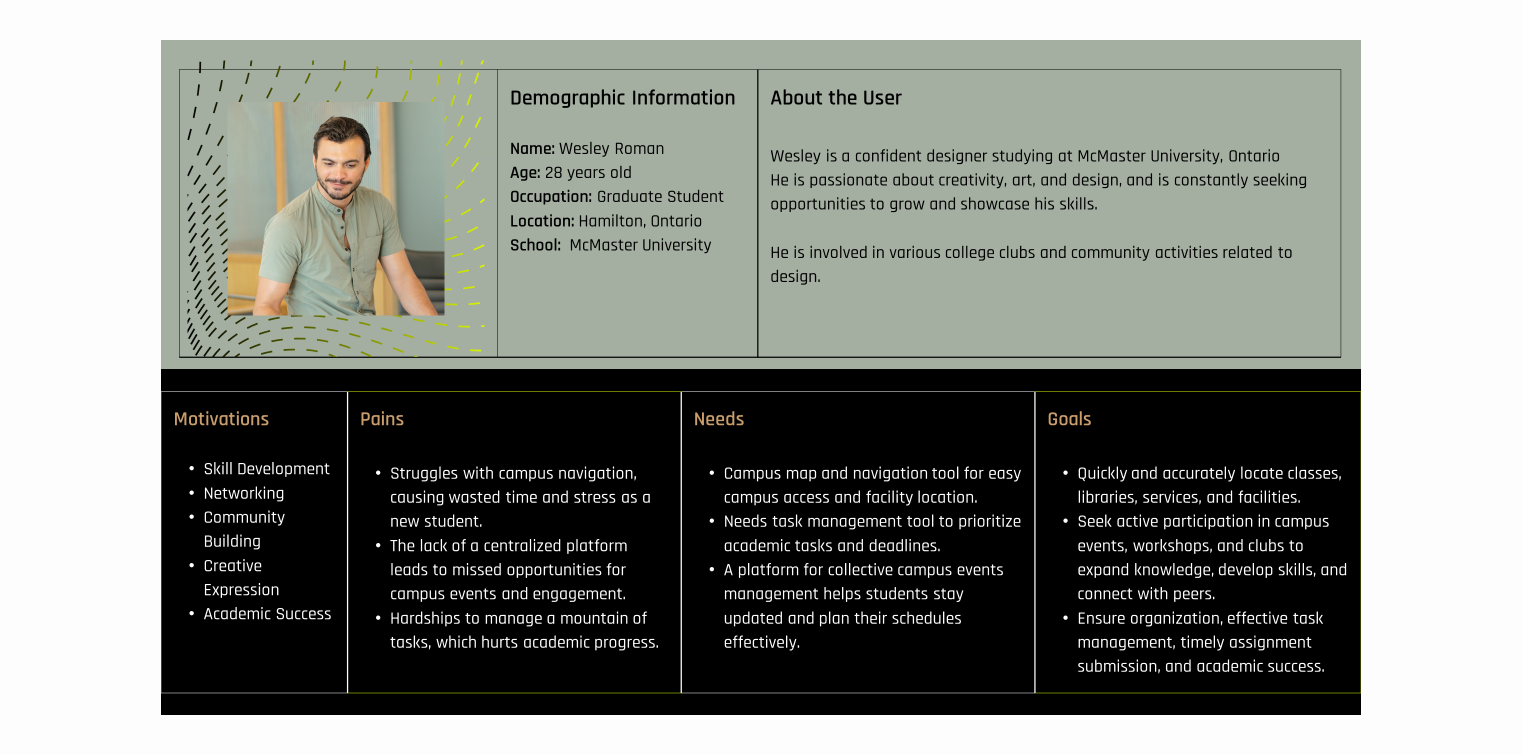 Demographic Information
Name: Wesley Roman
Age: 28 years old
Occupation: Graduate Student
Location: Hamilton, Ontario
School: McMaster University
About the User
Wesley is a confident designer studying at McMaster University, Ontario
He is passionate about creativity, art, and design, and is constantly seeking
opportunities to grow and showcase his skills.
He is involved in various college clubs and community activities related to
design.
Motivations
• Skill Development
• Networking
• Community
Building
• Creative
Expression
• Academic Success
Pains
• Struggles with campus navigation,
causing wasted time and stress as a
new student.
• The lack of a centralized platform
leads to missed opportunities for
campus events and engagement.
• Hardships to manage a mountain of
tasks, which hurts academic progress.
Needs
• Campus map and navigation tool for easy
campus access and facility location.
• Needs task management tool to prioritize
academic tasks and deadlines.
• A platform for collective campus events
management helps students stay
updated and plan their schedules
effectively.
Goals
• Quickly and accurately locate classes,
libraries, services, and facilities.
• Seek active participation in campus
events, workshops, and clubs to
expand knowledge, develop skills, and
connect with peers.
• Ensure organization, effective task
management, timely assignment
submission, and academic success.